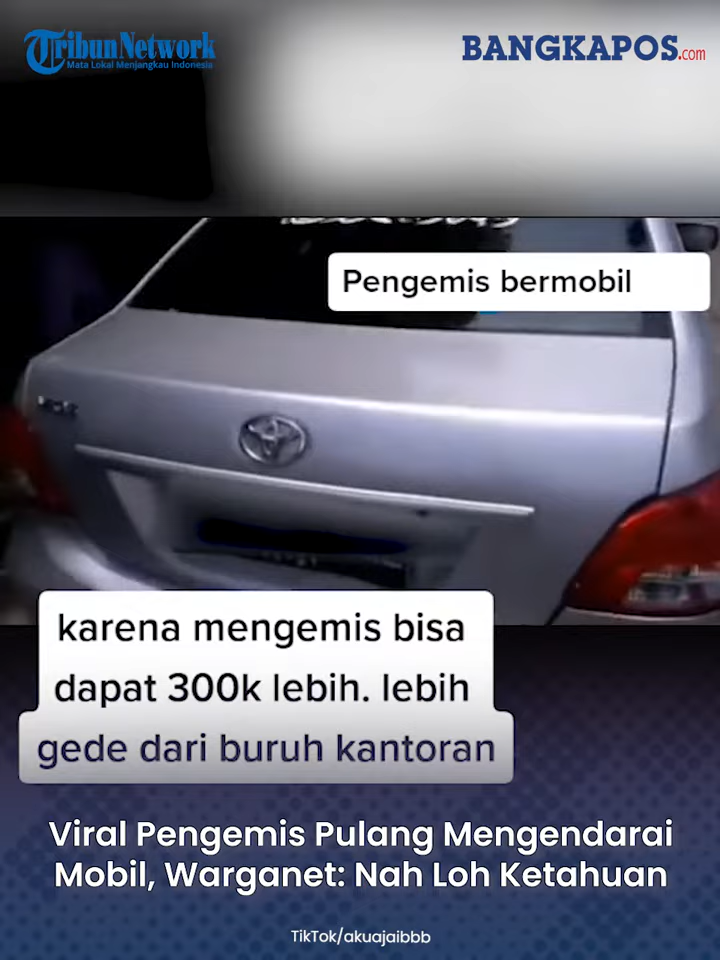 TribunNetwork
Mata Lokal Menjangkau Indonesia
BANGKAPOS.com
Pengemis bermobil
karena mengemis bisa
dapat 300k lebih. lebih
gede dari buruh kantoran
Viral Pengemis Pulang Mengendarai
Mobil, Warganet: Nah Loh Ketahuan
TikTok/akuajaibbb